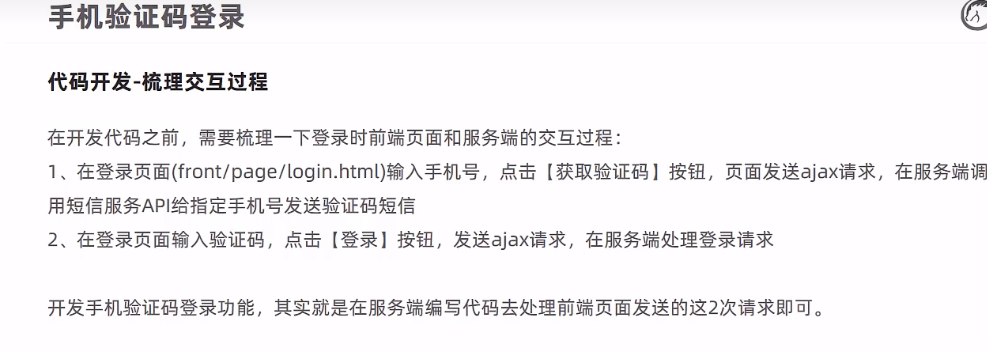 手机验证码登录
代码开发-梳理交互过程
在开发代码之前，需要梳理一下登录时前端页面和服务端的交互过程：
1、在登录页面(front/page/login.html)输入手机号，点击【获取验证码】按钮，页面发送ajax请求，在服务端调
用短信服务API给指定手机号发送验证码短信
2、在登录页面输入验证码，点击【登录】按钮，发送ajax请求，在服务端处理登录请求
开发手机验证码登录功能，其实就是在服务端编写代码去处理前端页面发送的这2次请求即可。